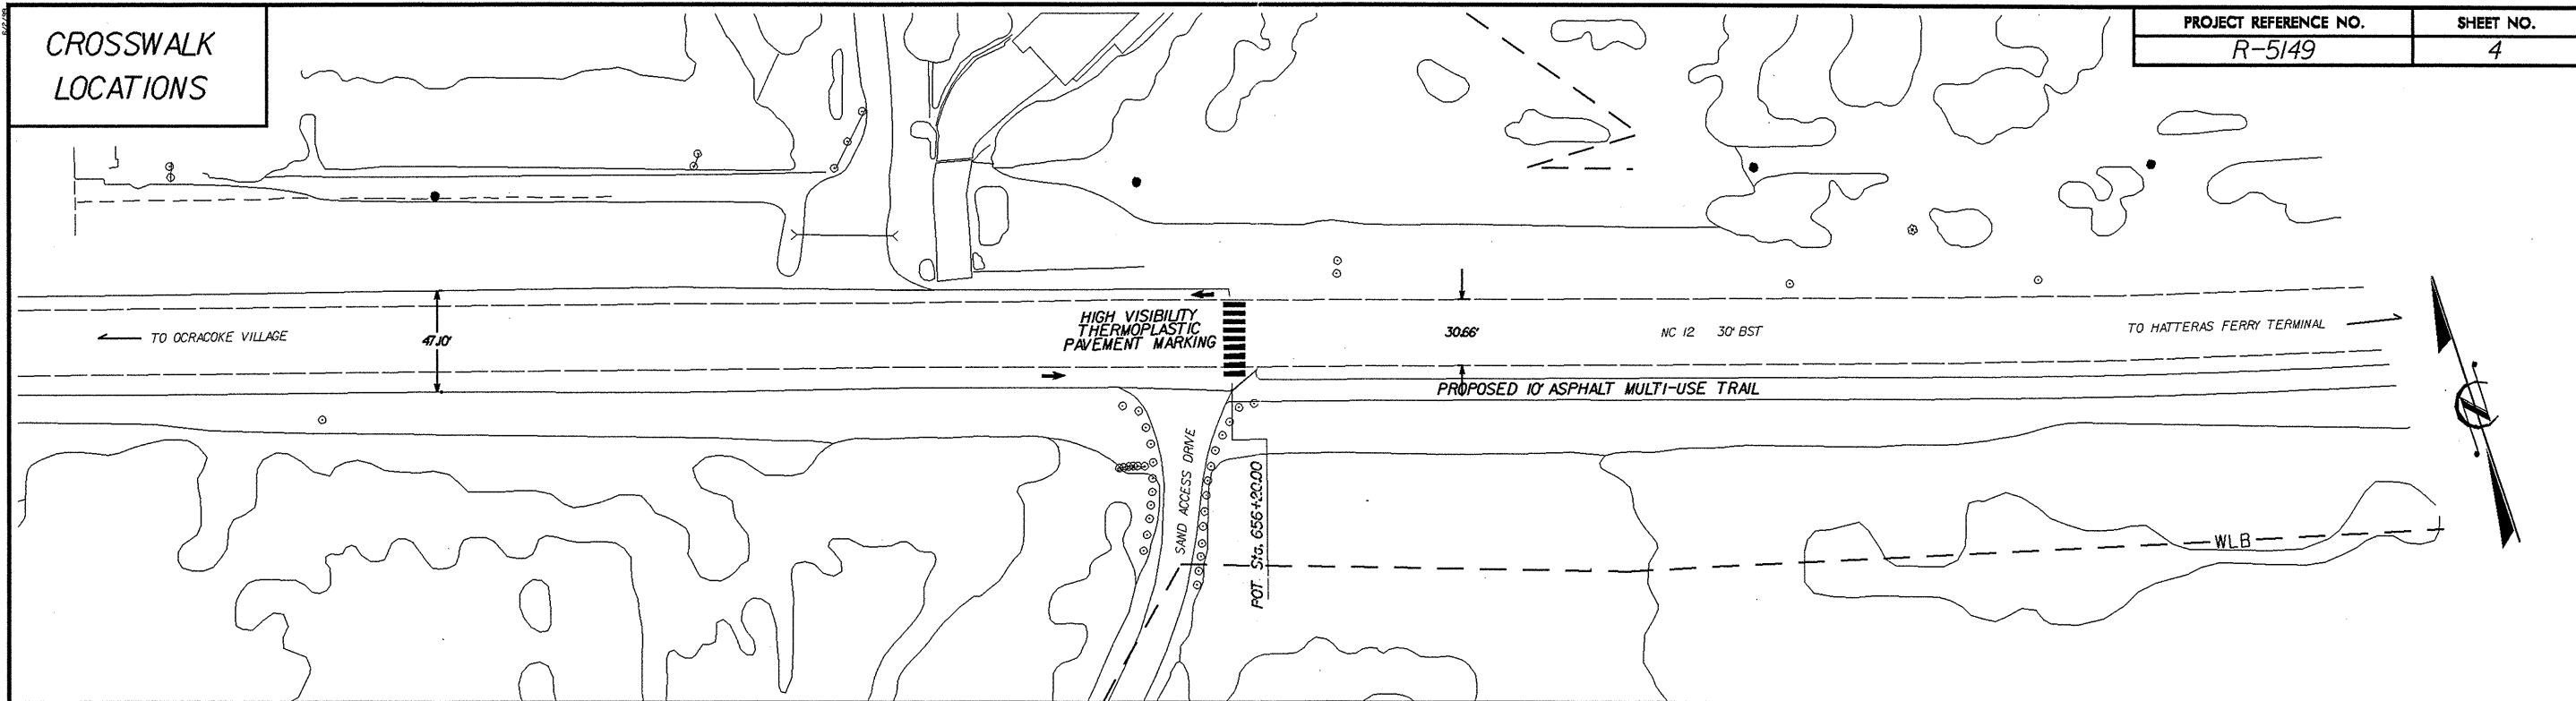 CROSSWALK
LOCATIONS
PROJECT REFERENCE NO.
SHEET NO.
R-5149
4
HIGH VISIBILITY
THERMOPLASTIC
PAVEMENT MARKING
TO OCRACOKE VILLAGE
47.10'
30.66'
NC 12 30' BST
TO HATTERAS FERRY TERMINAL
PROPOSED 10' ASPHALT MULTI-USE TRAIL
SAND ACCESS DRIVE
POT Sta. 656+20.00
WLB